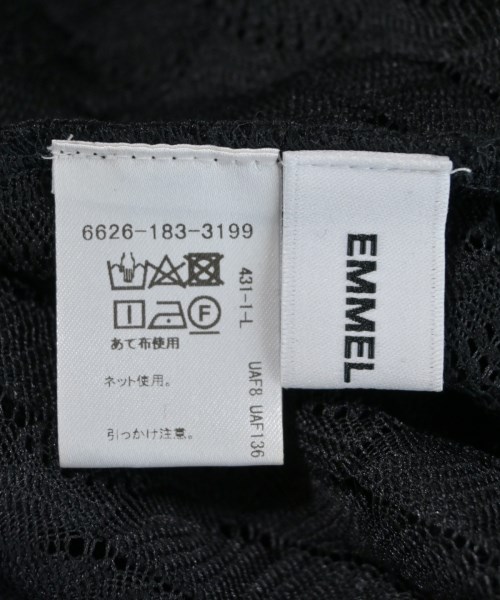 6626-183-3199
F
あて布使用
ネット使用。
引っかけ注意。
431-1-L
UAF8 UAF136
EMMEL